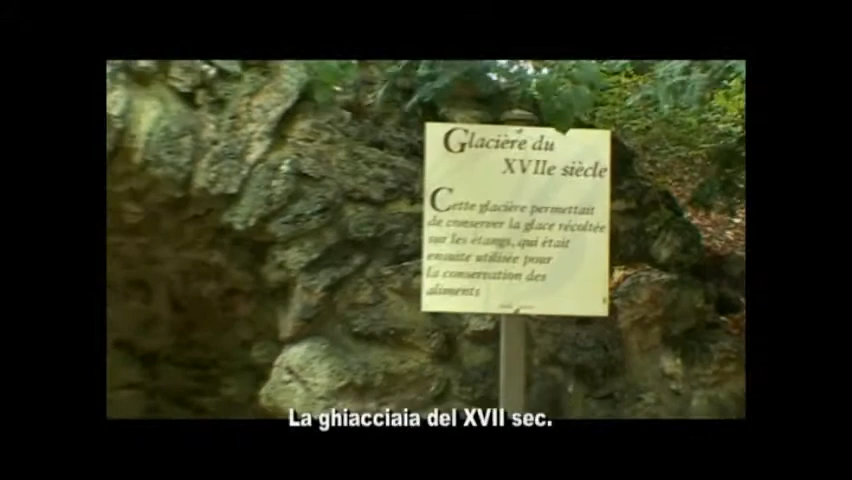 Glacière du
XVIIe siècle
Cette glacière permettait
de conserver la glace récoltée
sur les étangs, qui était
ensuite utilisée pour
la conservation des
aliments
La ghiacciaia del XVII sec.